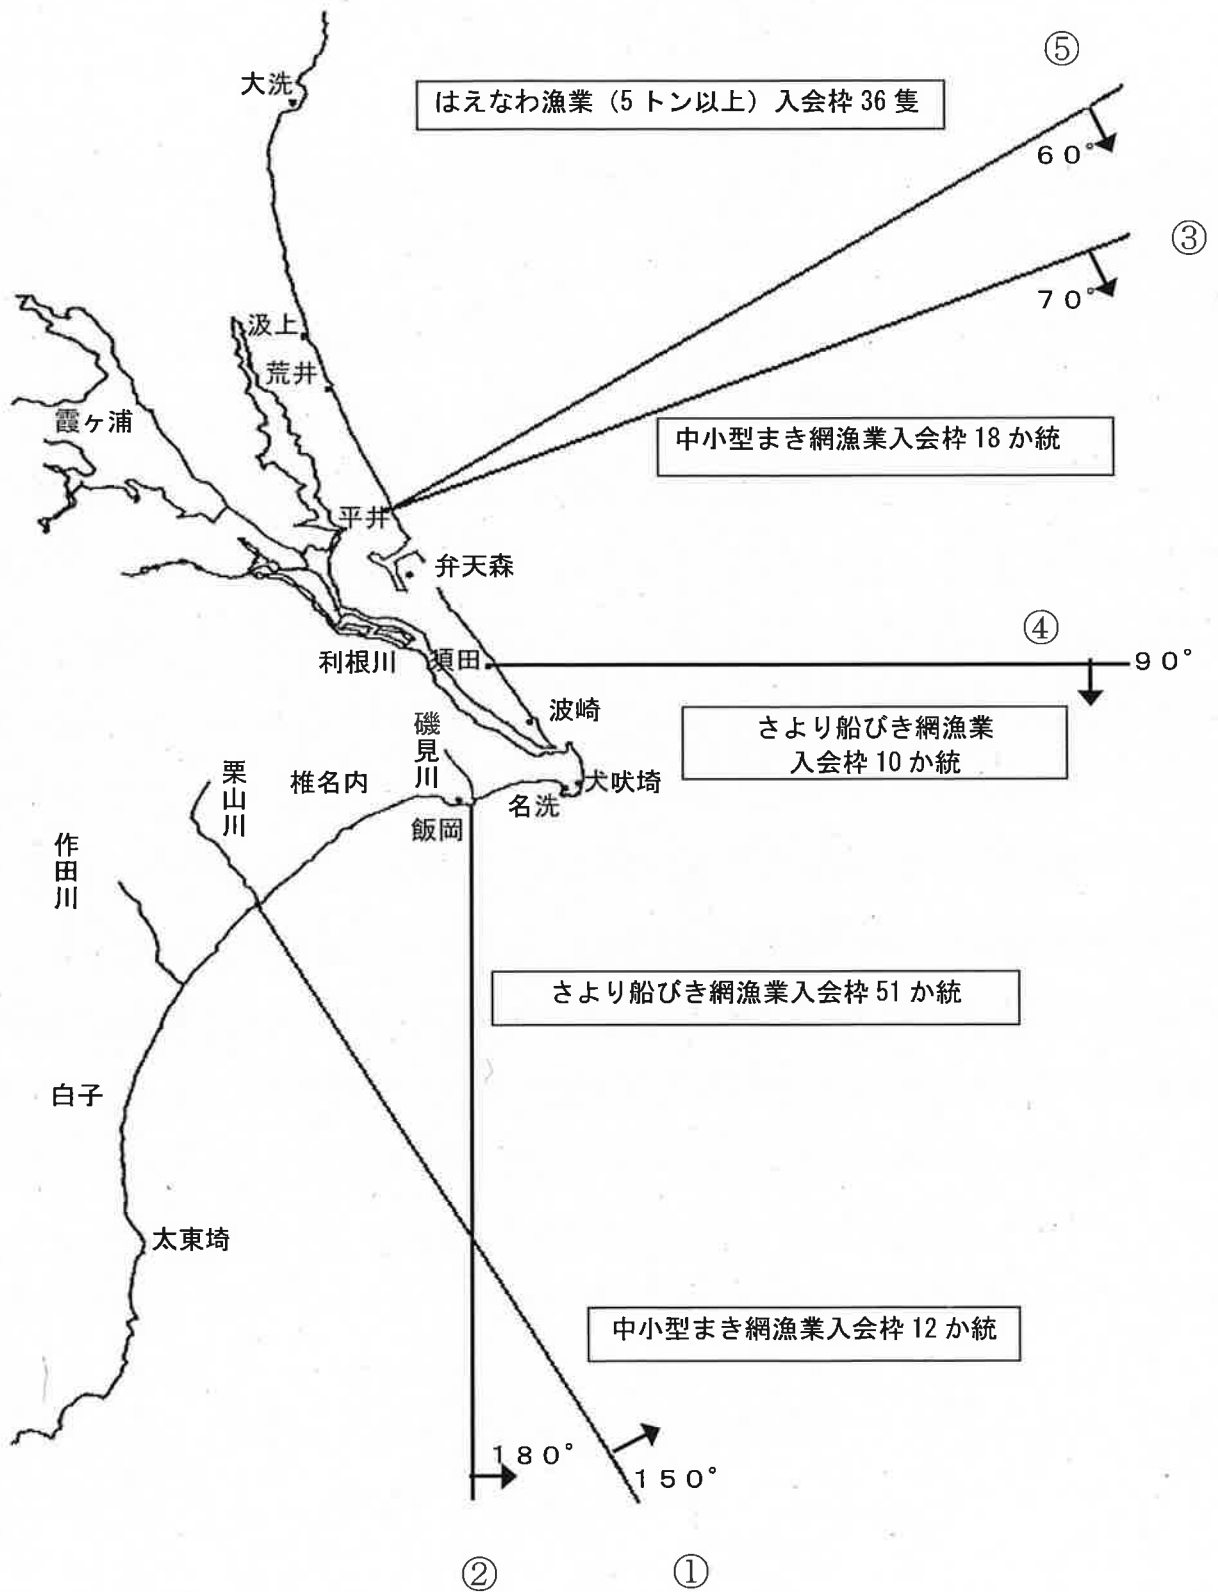 ⑤
大洗
はえなわ漁業（5トン以上）入会枠36隻
６０°
③
７０°
汲上
荒井
霞ヶ浦
中小型まき網漁業入会枠18か統
平井
弁天森
④
利根川
須田
９０°
波崎
さより船びき網漁業
入会枠10か統
磯見川
栗山川
椎名内
犬吠埼
名洗
飯岡
作田川
さより船びき網漁業入会枠51か統
白子
太東埼
中小型まき網漁業入会枠12か統
１８０°
１５０°
②
①